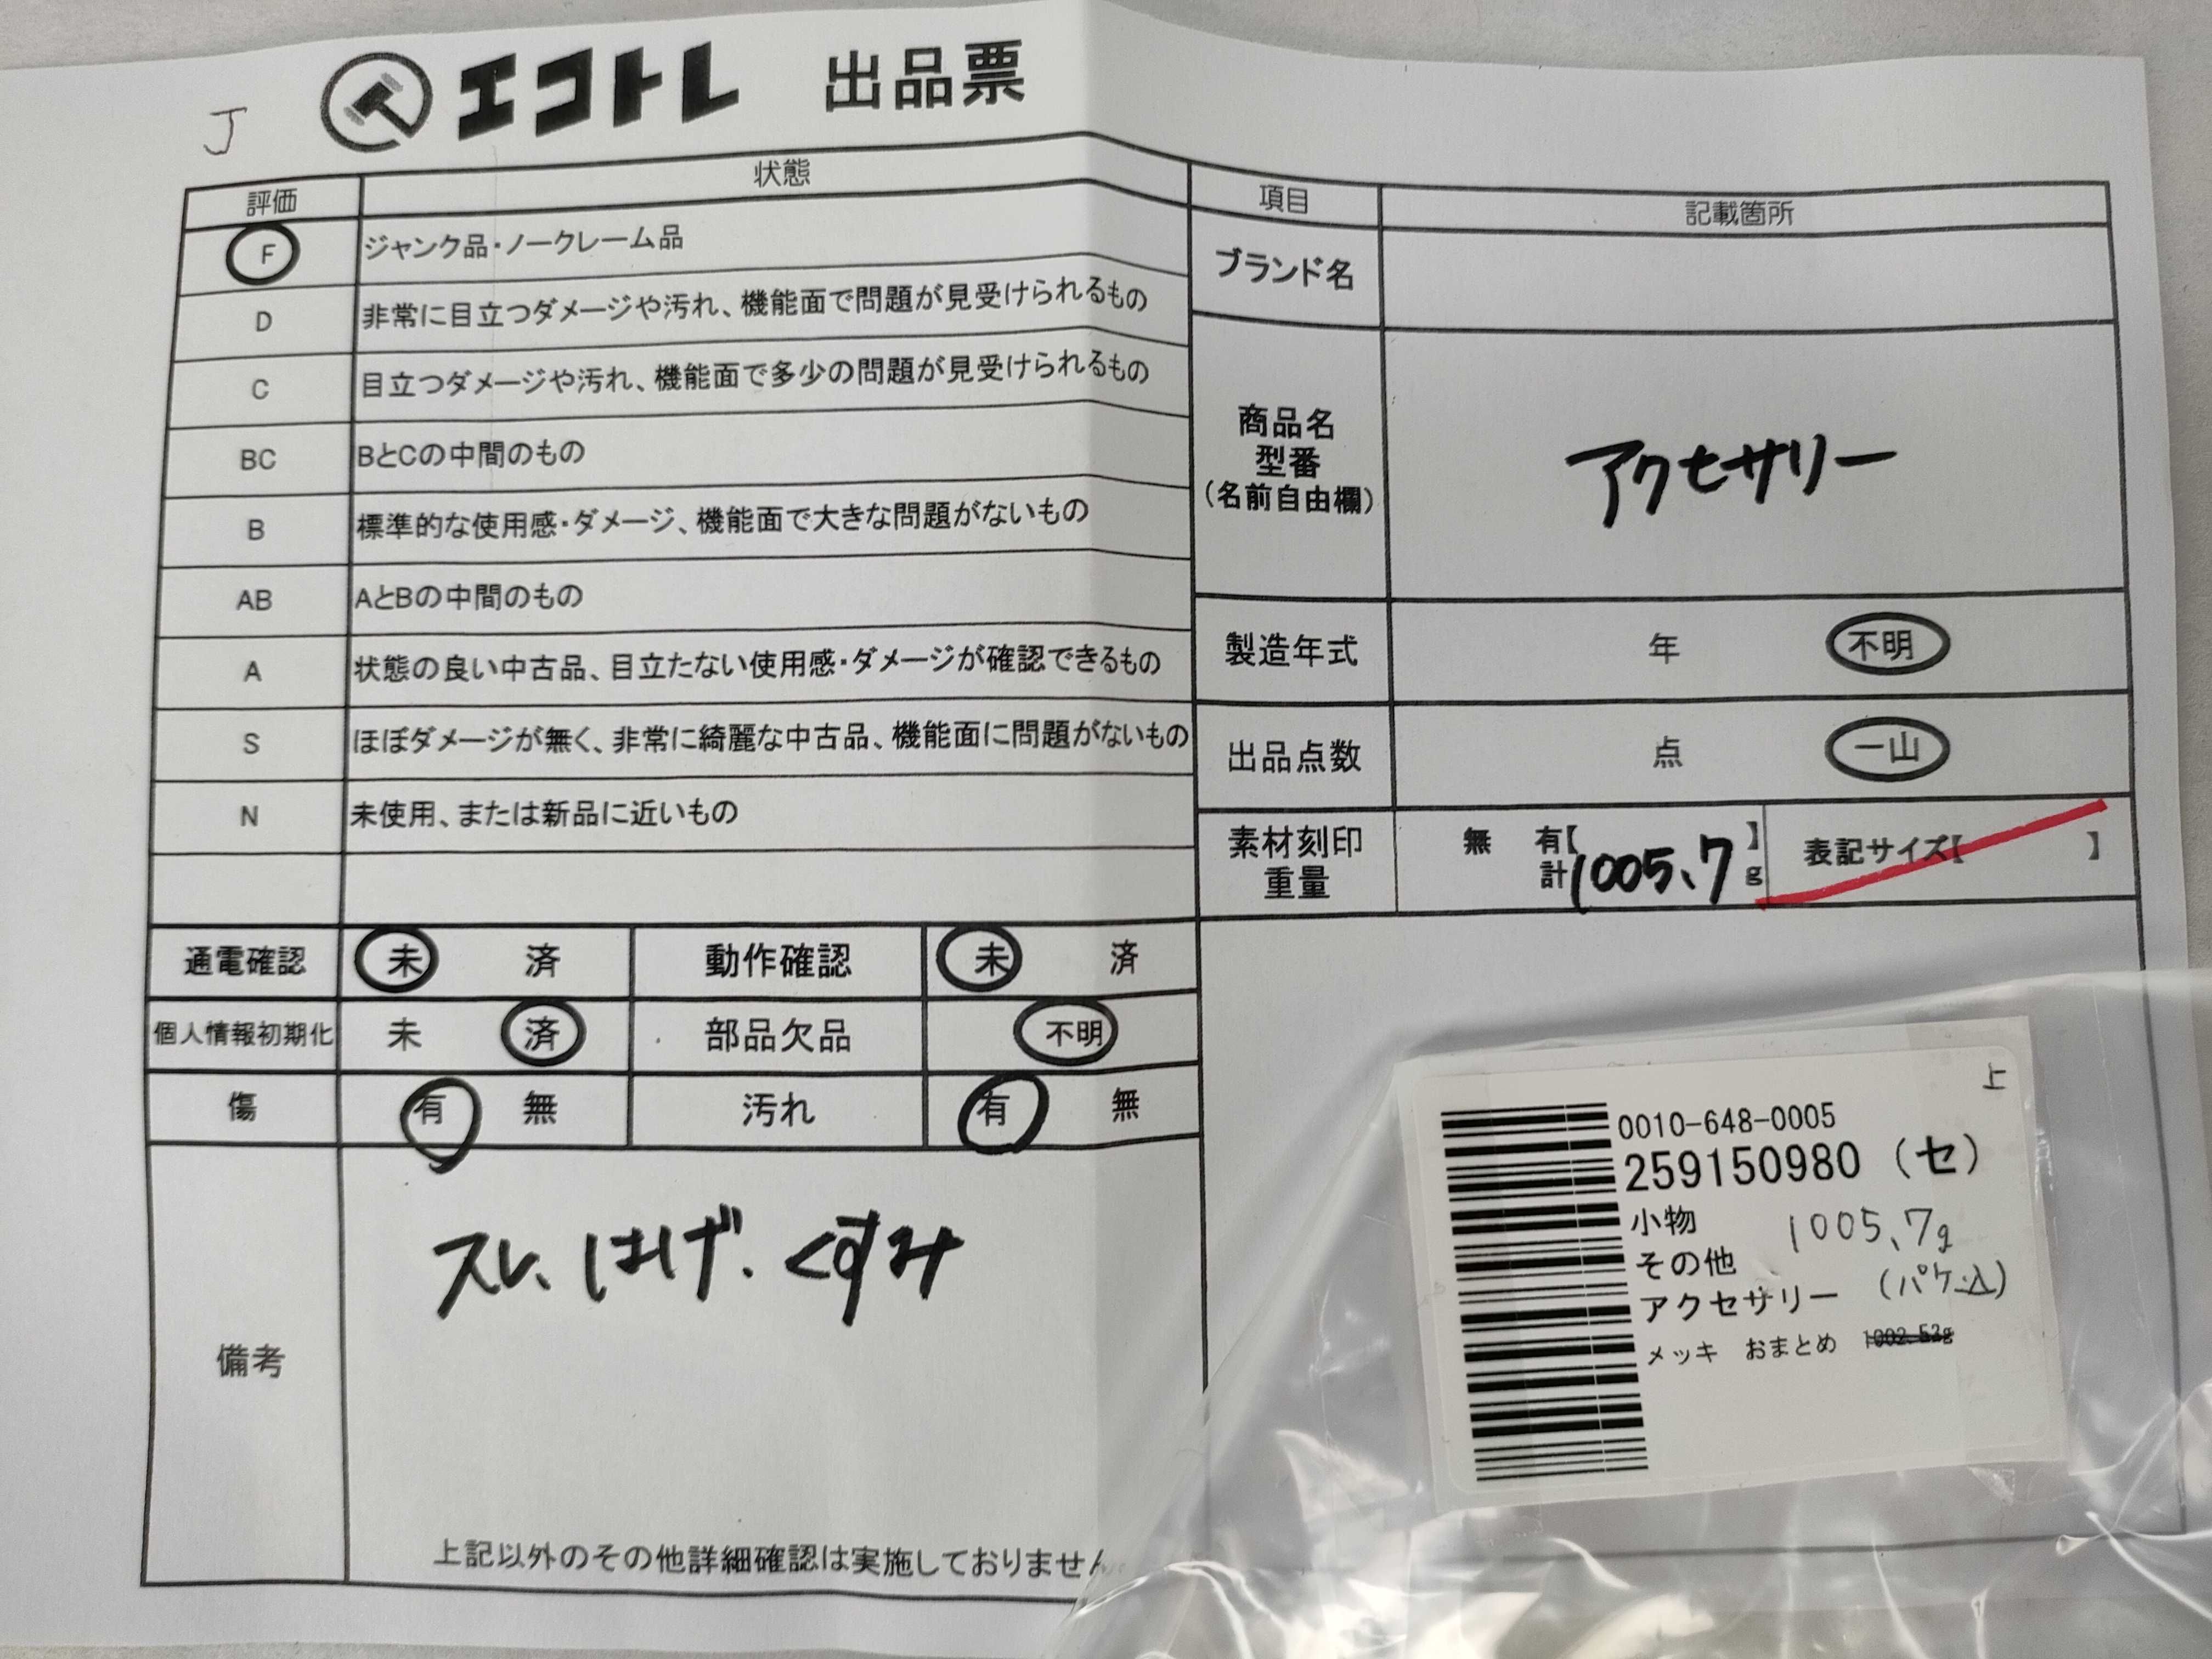 J
エコトレ 出品票
評価 状態
F ジャンク品・ノークレーム品
D 非常に目立つダメージや汚れ、機能面で問題が見受けられるもの
C 目立つダメージや汚れ、機能面で多少の問題が見受けられるもの
BC BとCの中間のもの
B 標準的な使用感・ダメージ、機能面で大きな問題がないもの
AB AとBの中間のもの
A 状態の良い中古品、目立たない使用感・ダメージが確認できるもの
S ほぼダメージが無く、非常に綺麗な中古品、機能面に問題がないもの
N 未使用、または新品に近いもの
項目 記載箇所
ブランド名
商品名
型番
(名前自由欄)
アクセサリー
製造年式 年 不明
出品点数 点 一山
素材刻印
重量
無 有【 】
計1005、7g
表記サイズ【 】
通電確認 未 済 動作確認 未 済
個人情報初期化 未 済 部品欠品 不明
傷 有 無 汚れ 有 無
備考
スレ、はげ、くすみ
上記以外のその他詳細確認は実施しておりません
上
0010-648-0005
259150980 (セ)
小物 1005、7g
その他 (パケ込)
アクセサリー
メッキ おまとめ 1002.52g